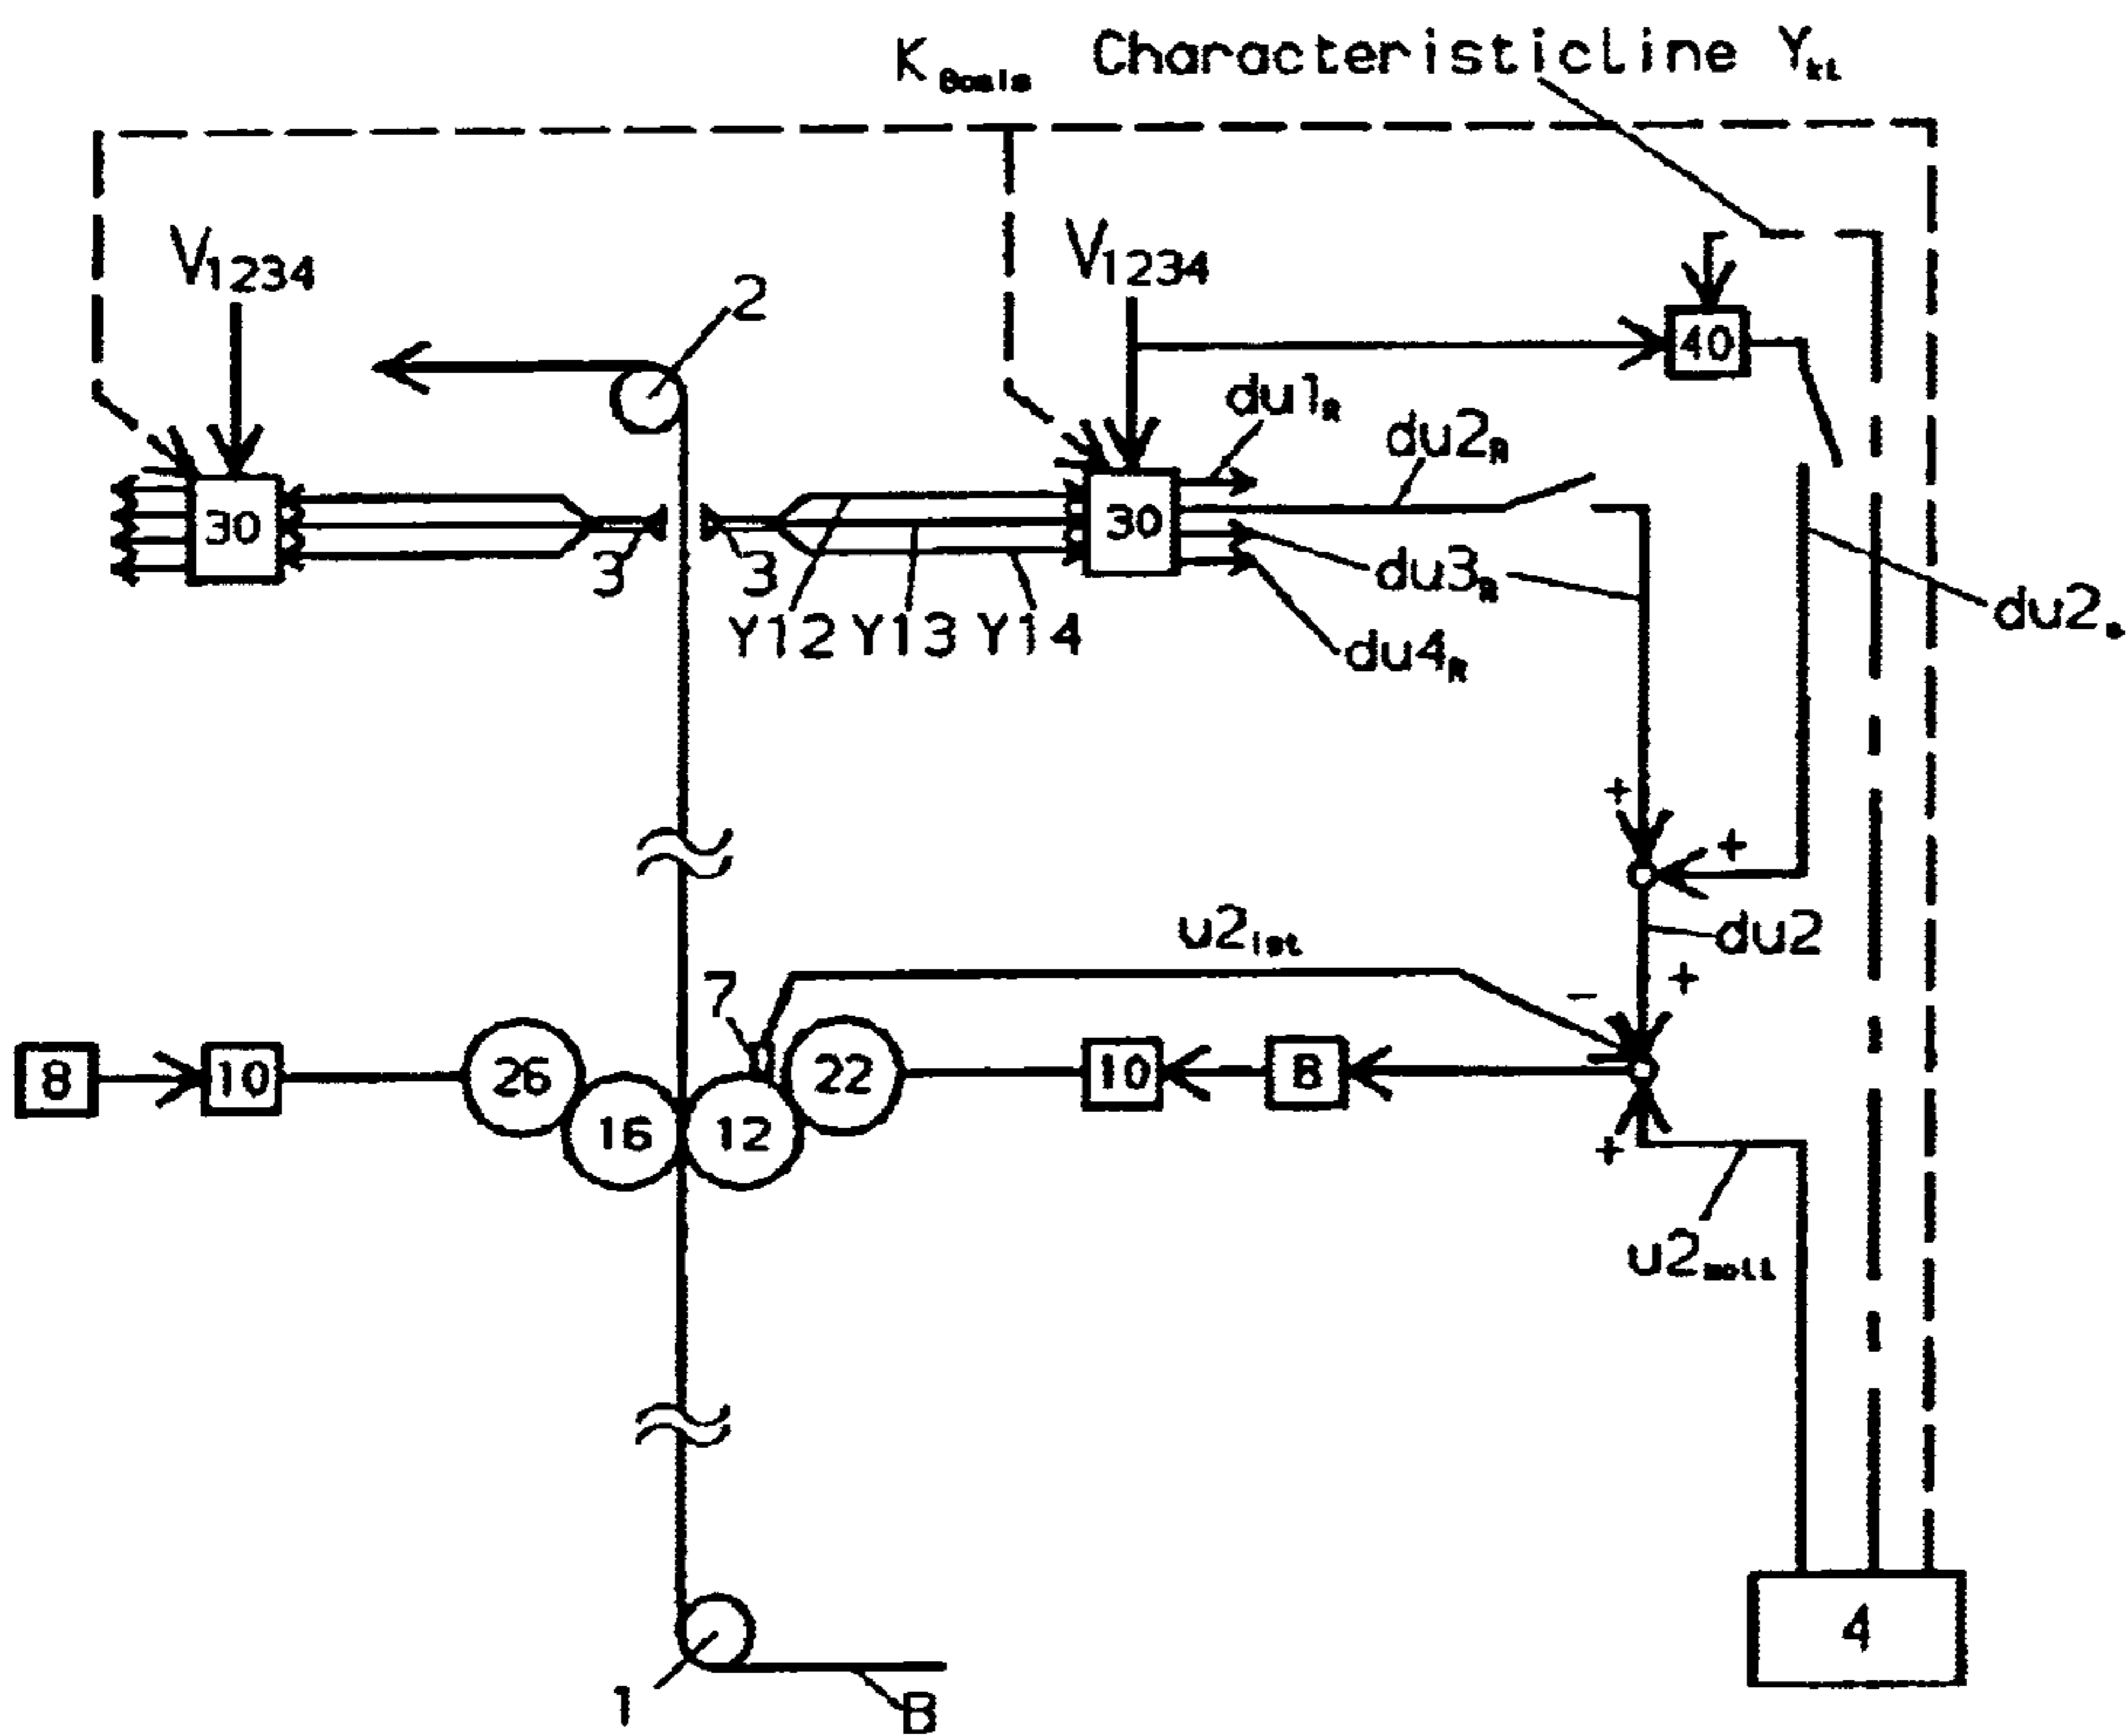 K Characteristicline Y
V1234
V1234
2
40
du1R
du2R
30
30
3
3
du3R
du2
Y12 Y13 Y14
du4R
+
+
du2
u2ist
+
7
−
8
10
26
22
10
8
16
12
+
u2soll
4
1
B